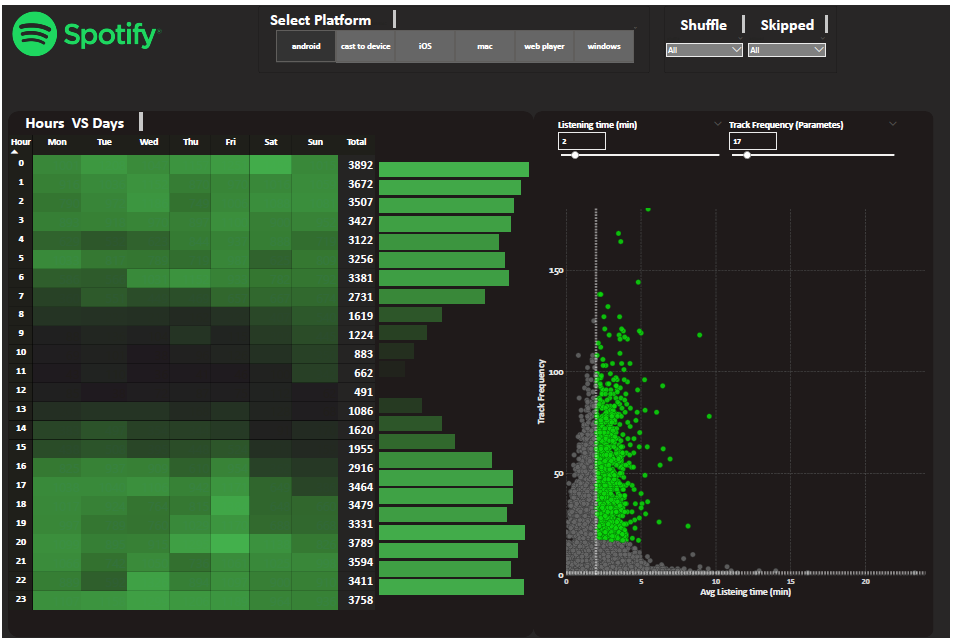 Spotify
Select Platform
android cast to device iOS mac web player windows
Shuffle Skipped
All All
Hours VS Days
Hour Mon Tue Wed Thu Fri Sat Sun Total
0 3892
1 3672
2 3507
3 3427
4 3122
5 3256
6 3381
7 2731
8 1619
9 1224
10 883
11 662
12 491
13 1086
14 1620
15 1955
16 2916
17 3464
18 3479
19 3331
20 3789
21 3594
22 3411
23 3758
Listening time (min) Track Frequency (Parametes)
2 17
Track Frequency
150
100
50
0
0 5 10 15 20
Avg Listeing time (min)